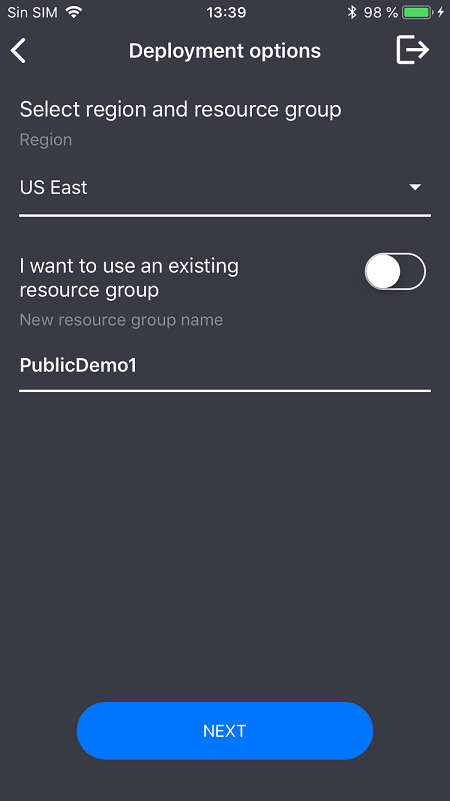 Sin SIM 13:39 98 %
Deployment options
Select region and resource group
Region
US East
I want to use an existing
resource group
New resource group name
PublicDemo1
NEXT